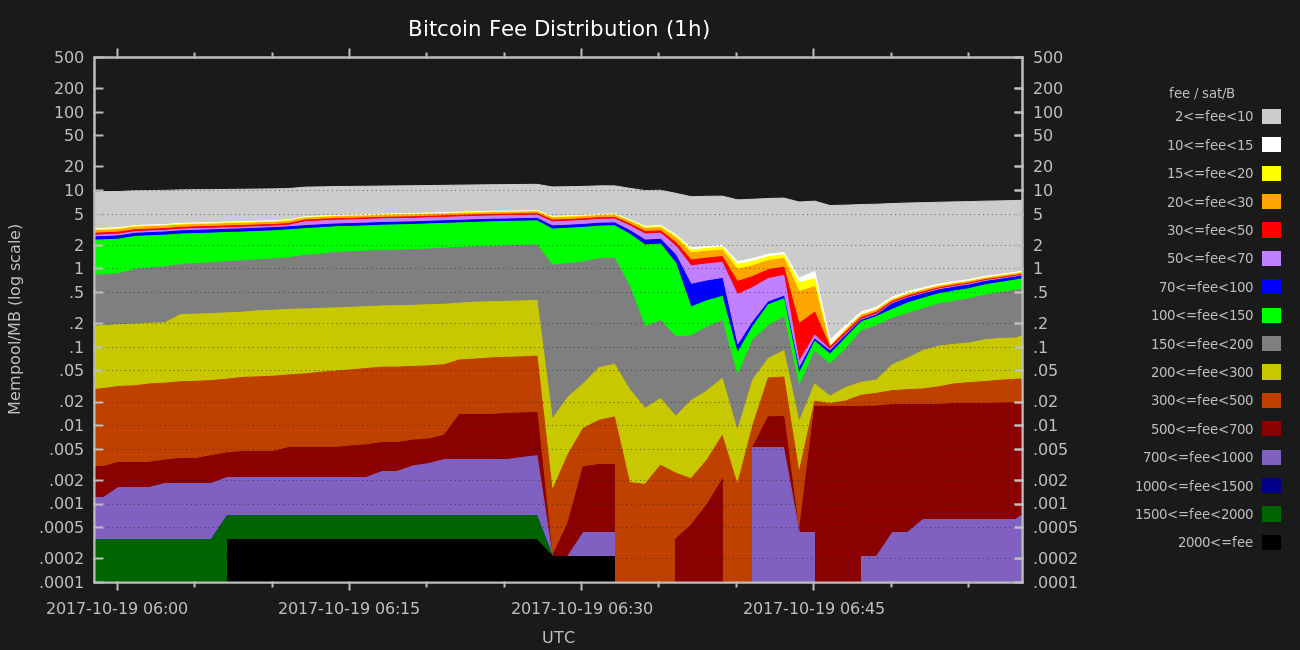 Bitcoin Fee Distribution (1h)
fee / sat/B
2<=fee<10
10<=fee<15
15<=fee<20
20<=fee<30
30<=fee<50
50<=fee<70
70<=fee<100
100<=fee<150
150<=fee<200
200<=fee<300
300<=fee<500
500<=fee<700
700<=fee<1000
1000<=fee<1500
1500<=fee<2000
2000<=fee
Mempool/MB (log scale)
500 500
200 200
100 100
50 50
20 20
10 10
5 5
2 2
1 1
.5 .5
.2 .2
.1 .1
.05 .05
.02 .02
.01 .01
.005 .005
.002 .002
.001 .001
.0005 .0005
.0002 .0002
.0001 .0001
2017-10-19 06:00 2017-10-19 06:15 2017-10-19 06:30 2017-10-19 06:45
UTC